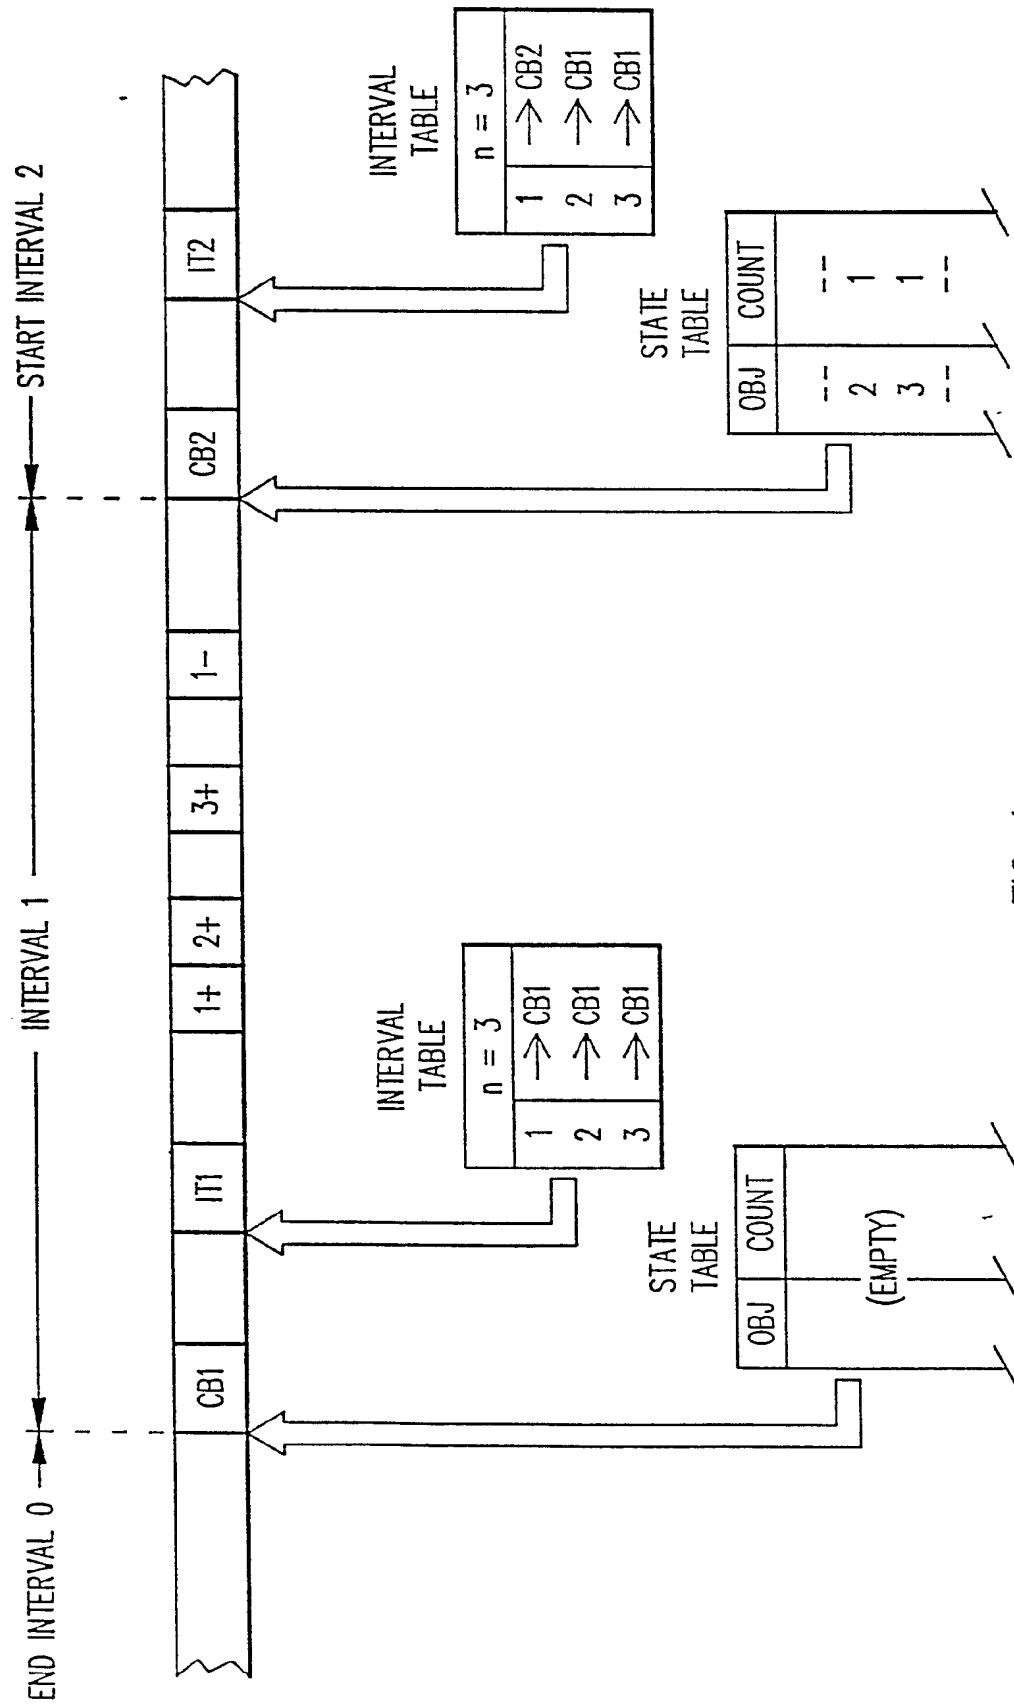 END INTERVAL 0
INTERVAL 1
START INTERVAL 2
CB1
IT1
1+
2+
3+
1-
CB2
IT2
INTERVAL
TABLE
n = 3
1 → CB1
2 → CB1
3 → CB1
INTERVAL
TABLE
n = 3
1 → CB2
2 → CB1
3 → CB1
STATE
TABLE
OBJ COUNT
(EMPTY)
STATE
TABLE
OBJ COUNT
-- --
2 1
3 1
-- --